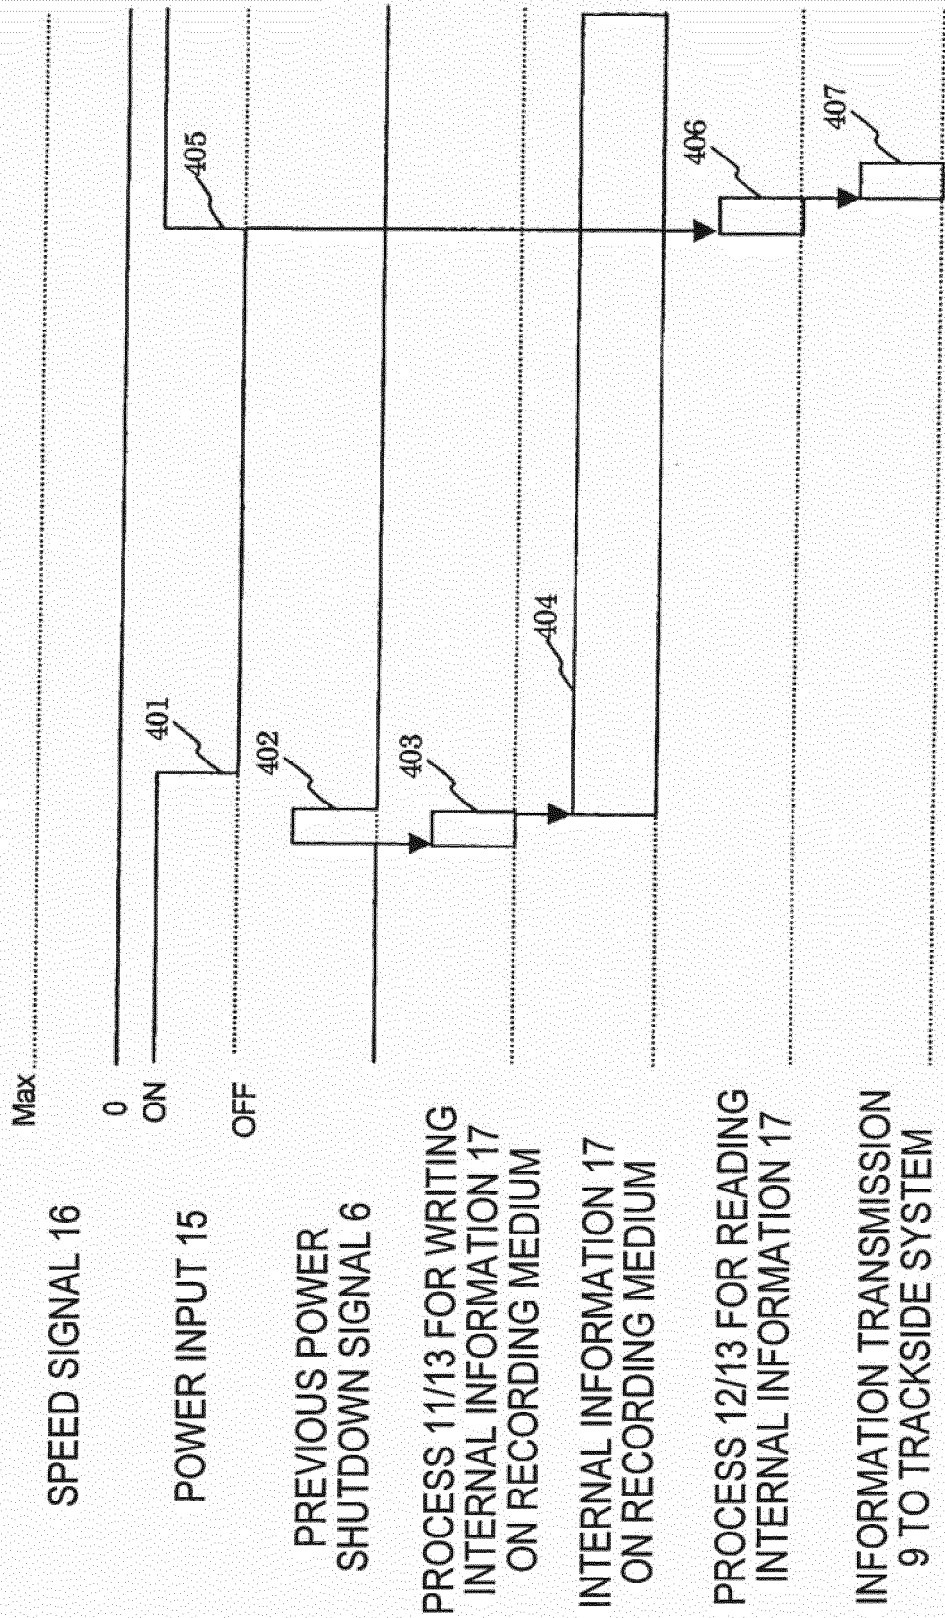 SPEED SIGNAL 16
Max
0
POWER INPUT 15
ON
OFF
401
405
PREVIOUS POWER
SHUTDOWN SIGNAL 6
402
PROCESS 11/13 FOR WRITING
INTERNAL INFORMATION 17
ON RECORDING MEDIUM
403
INTERNAL INFORMATION 17
ON RECORDING MEDIUM
404
PROCESS 12/13 FOR READING
INTERNAL INFORMATION 17
406
INFORMATION TRANSMISSION
9 TO TRACKSIDE SYSTEM
407